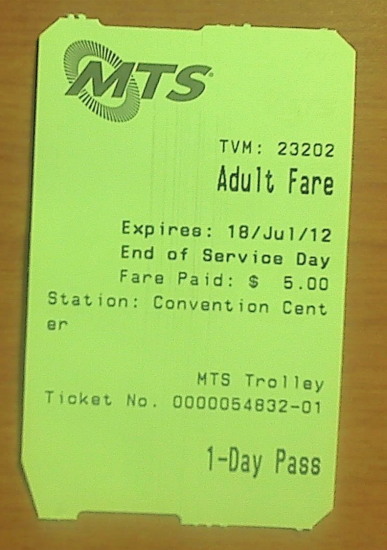 MTS
TVM: 23202
Adult Fare
Expires: 18/Jul/12
End of Service Day
Fare Paid: $ 5.00
Station: Convention Cent
er
MTS Trolley
Ticket No. 0000054832-01
1-Day Pass